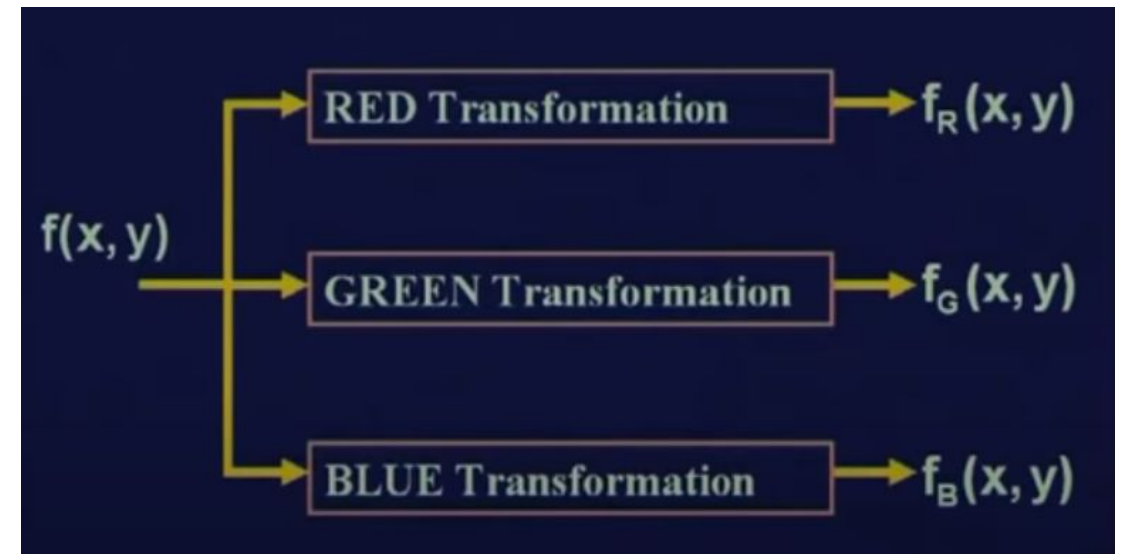 RED Transformation
f_R(x, y)
f(x, y)
GREEN Transformation
f_G(x, y)
BLUE Transformation
f_B(x, y)